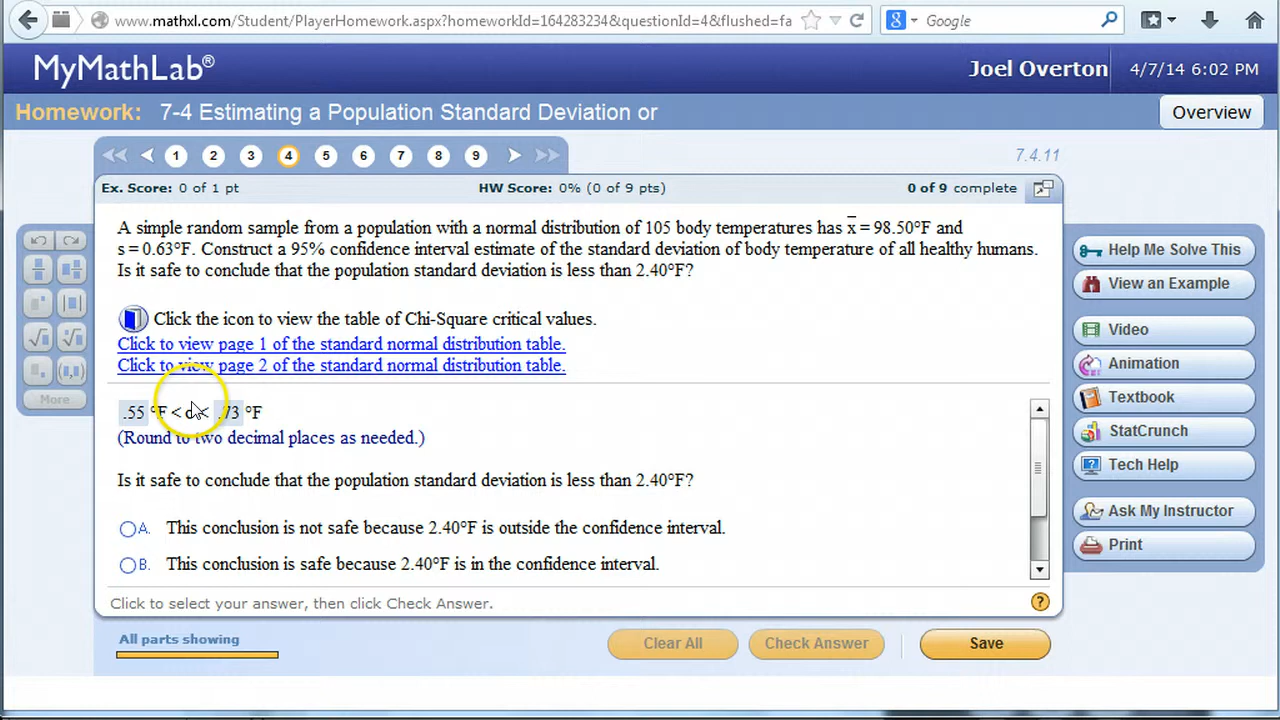 www.mathxl.com/Student/PlayerHomework.aspx?homeworkId=164283234&questionId=4&flushed=fa
Google
MyMathLab®
Joel Overton
4/7/14 6:02 PM
Homework: 7-4 Estimating a Population Standard Deviation or
Overview
1 2 3 4 5 6 7 8 9
7.4.11
Ex. Score: 0 of 1 pt
HW Score: 0% (0 of 9 pts)
0 of 9 complete
A simple random sample from a population with a normal distribution of 105 body temperatures has x̄ = 98.50°F and
s = 0.63°F. Construct a 95% confidence interval estimate of the standard deviation of body temperature of all healthy humans.
Is it safe to conclude that the population standard deviation is less than 2.40°F?
Click the icon to view the table of Chi-Square critical values.
Click to view page 1 of the standard normal distribution table.
Click to view page 2 of the standard normal distribution table.
.55 °F < σ < .73 °F
(Round to two decimal places as needed.)
Is it safe to conclude that the population standard deviation is less than 2.40°F?
A. This conclusion is not safe because 2.40°F is outside the confidence interval.
B. This conclusion is safe because 2.40°F is in the confidence interval.
Click to select your answer, then click Check Answer.
?
All parts showing
Clear All
Check Answer
Save
More
Help Me Solve This
View an Example
Video
Animation
Textbook
StatCrunch
Tech Help
Ask My Instructor
Print